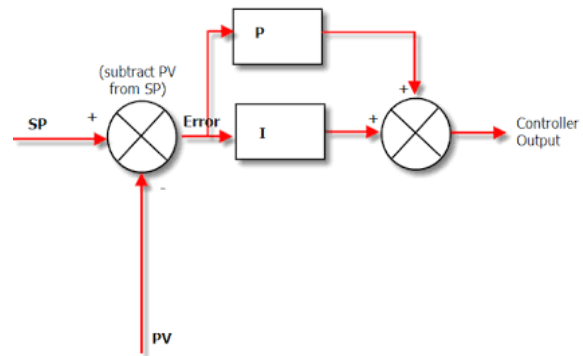 P
(subtract PV
from SP)
+
+
SP
+
Error
I
+
Controller
Output
-
PV